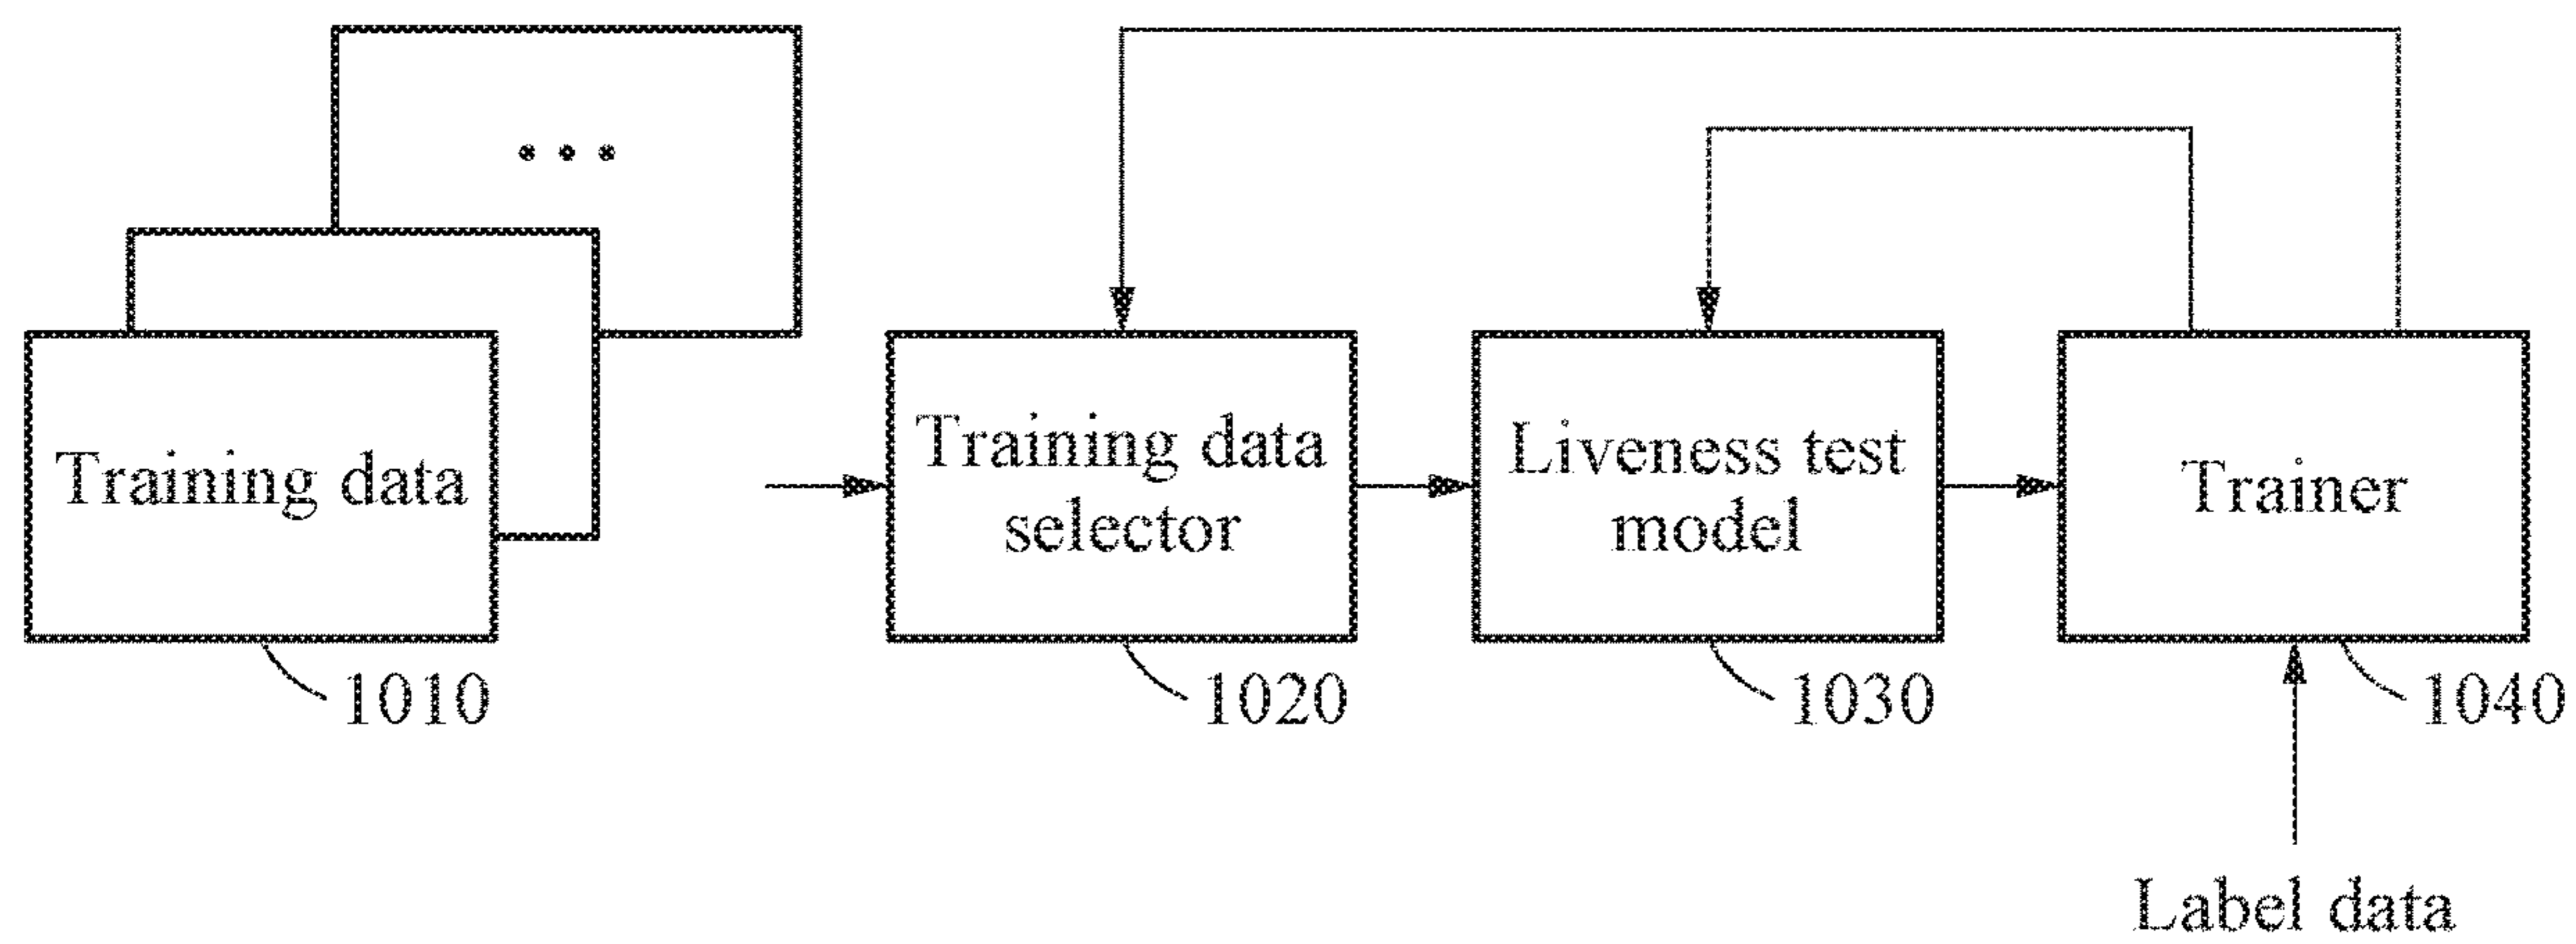 ...
Training data
Training data
selector
Liveness test
model
Trainer
1010
1020
1030
1040
Label data